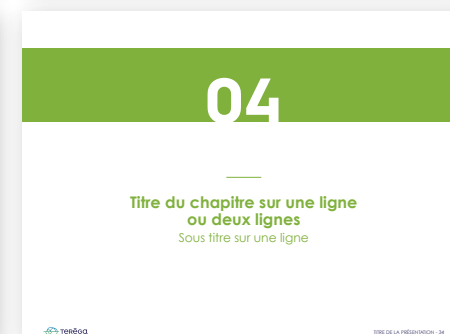 04
Titre du chapitre sur une ligne
ou deux lignes
Sous titre sur une ligne
Teréga
TITRE DE LA PRÉSENTATION - 24